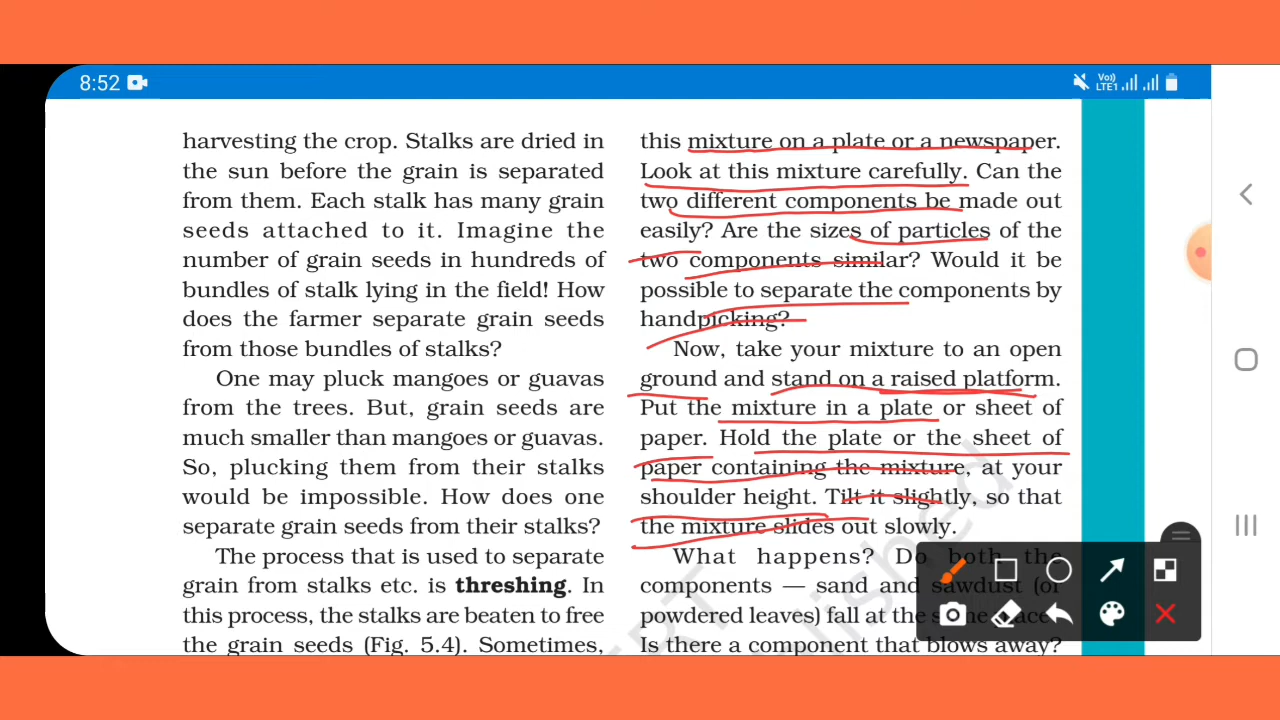 8:52
Vo) LTE1
harvesting the crop. Stalks are dried in
the sun before the grain is separated
from them. Each stalk has many grain
seeds attached to it. Imagine the
number of grain seeds in hundreds of
bundles of stalk lying in the field! How
does the farmer separate grain seeds
from those bundles of stalks?
One may pluck mangoes or guavas
from the trees. But, grain seeds are
much smaller than mangoes or guavas.
So, plucking them from their stalks
would be impossible. How does one
separate grain seeds from their stalks?
The process that is used to separate
grain from stalks etc. is threshing. In
this process, the stalks are beaten to free
the grain seeds (Fig. 5.4). Sometimes,
this mixture on a plate or a newspaper.
Look at this mixture carefully. Can the
two different components be made out
easily? Are the sizes of particles of the
two components similar? Would it be
possible to separate the components by
handpicking?
Now, take your mixture to an open
ground and stand on a raised platform.
Put the mixture in a plate or sheet of
paper. Hold the plate or the sheet of
paper containing the mixture, at your
shoulder height. Tilt it slightly, so that
the mixture slides out slowly.
What happens? Do both the
components — sand and sawdust (or
powdered leaves) fall at the same place?
Is there a component that blows away?